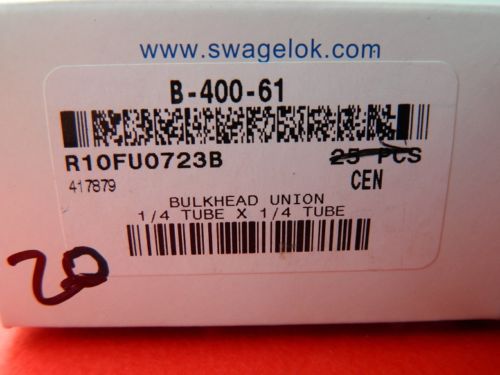 www.swagelok.com
B-400-61
R10FU0723B
25 PCS
417879
CEN
BULKHEAD UNION
1/4 TUBE X 1/4 TUBE
20